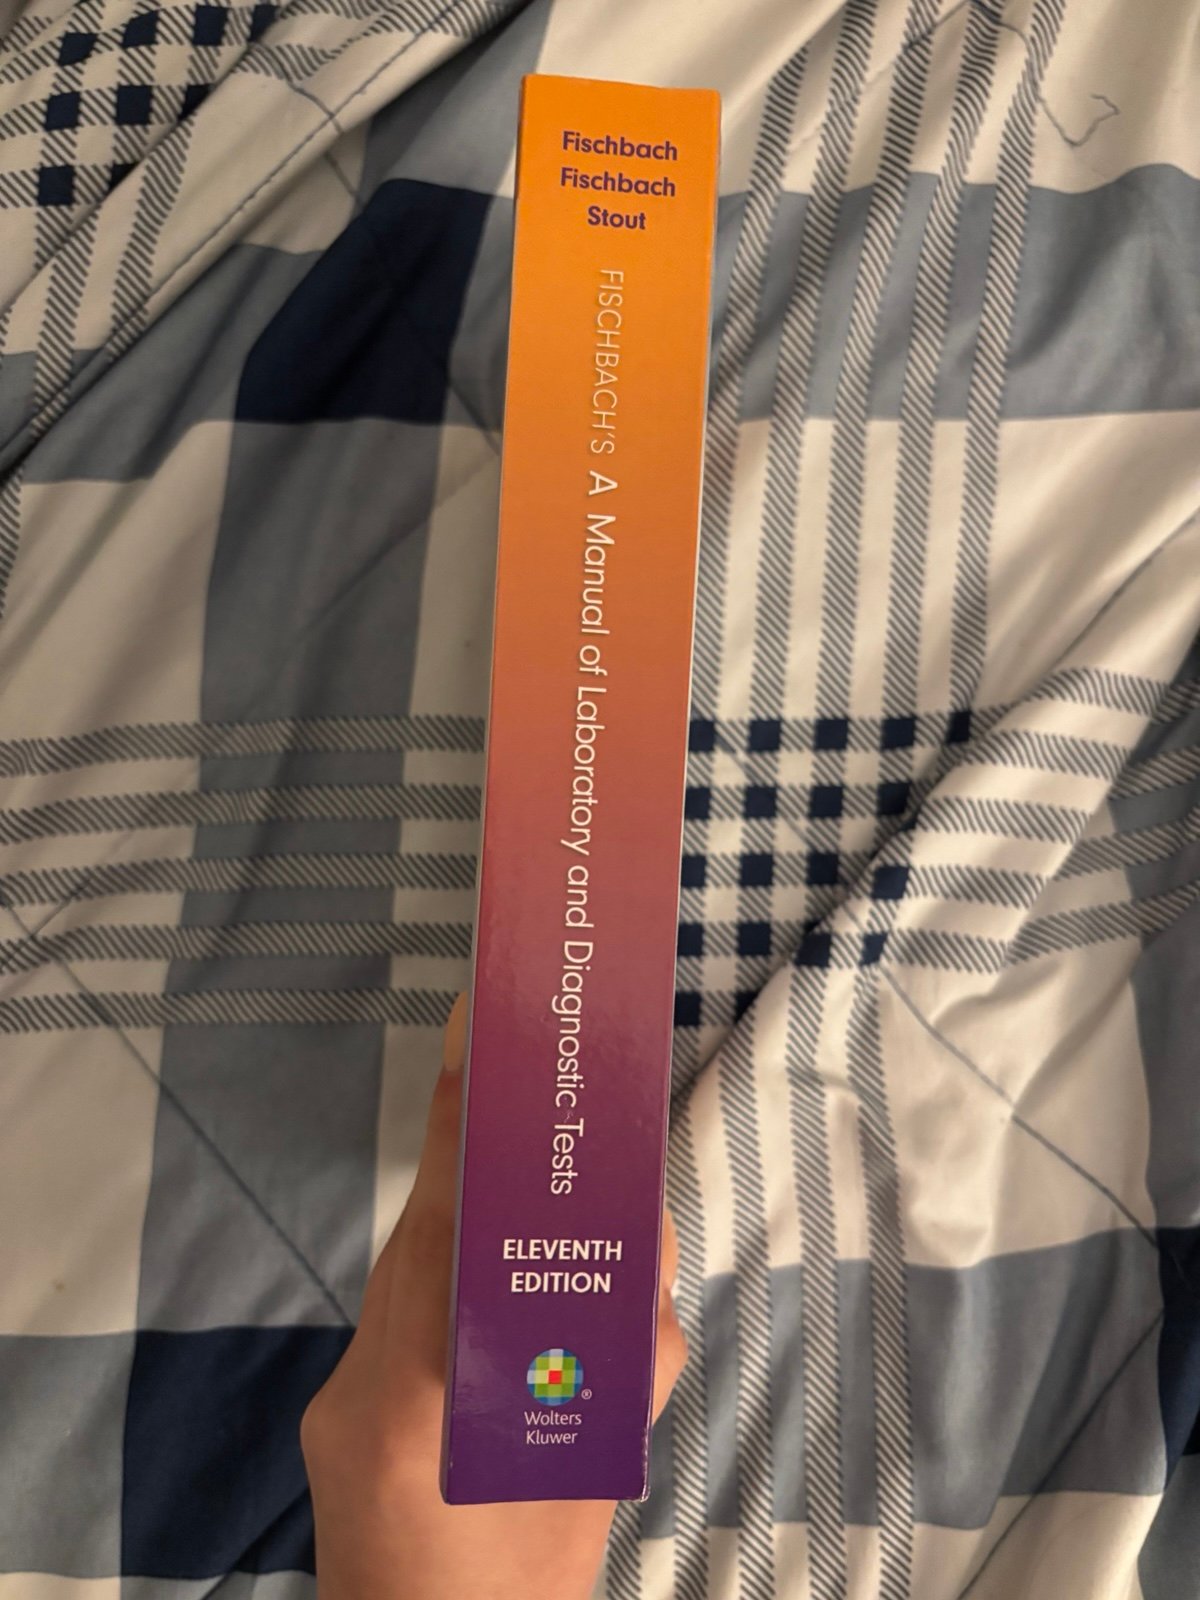 Fischbach
Fischbach
Stout
FISCHBACH'S A Manual of Laboratory and Diagnostic Tests
ELEVENTH
EDITION
®
Wolters
Kluwer